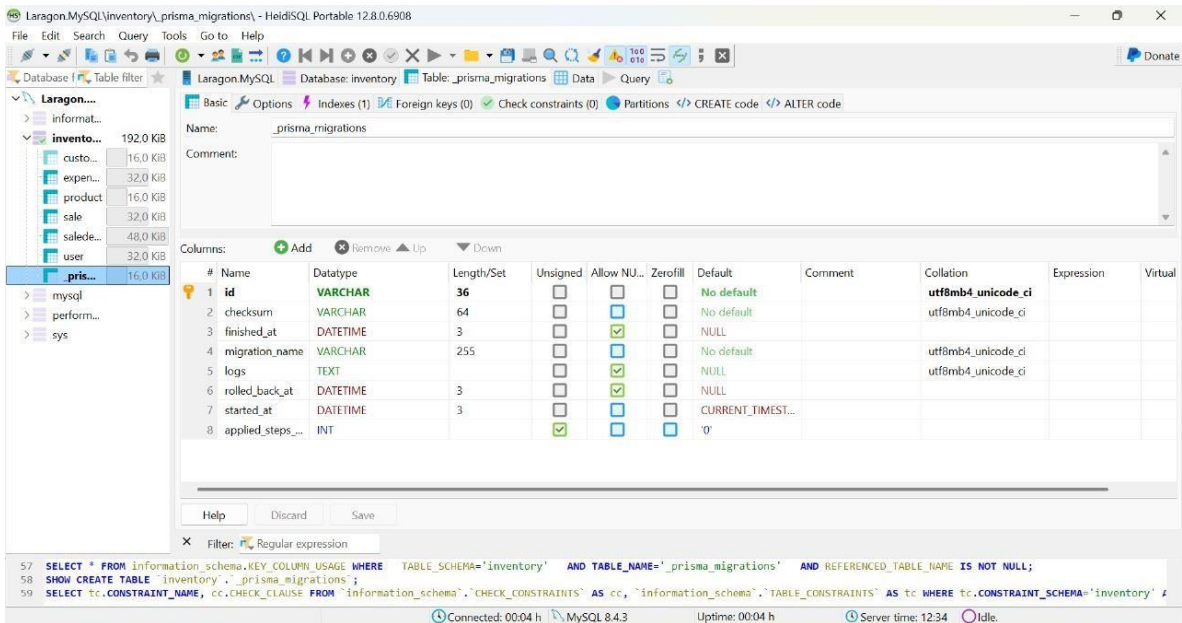 Laragon.MySQL\inventory\_prisma_migrations\ - HeidiSQL Portable 12.8.0.6908
File Edit Search Query Tools Go to Help
Donate
Database f Table filter Laragon.MySQL Database: inventory Table: _prisma_migrations Data Query
Laragon....
informat...
invento... 192,0 KiB
custo... 16,0 KiB
expen... 32,0 KiB
product 16,0 KiB
sale 32,0 KiB
salede... 48,0 KiB
user 32,0 KiB
_pris... 16,0 KiB
mysql
perform...
sys
Basic Options Indexes (1) Foreign keys (0) Check constraints (0) Partitions CREATE code ALTER code
Name: _prisma_migrations
Comment:
Columns: Add Remove Up Down
# Name Datatype Length/Set Unsigned Allow NU... Zerofill Default Comment Collation Expression Virtual
1 id VARCHAR 36 No default utf8mb4_unicode_ci
2 checksum VARCHAR 64 No default utf8mb4_unicode_ci
3 finished_at DATETIME 3 NULL
4 migration_name VARCHAR 255 No default utf8mb4_unicode_ci
5 logs TEXT NULL utf8mb4_unicode_ci
6 rolled_back_at DATETIME 3 NULL
7 started_at DATETIME 3 CURRENT_TIMEST...
8 applied_steps_... INT '0'
Help Discard Save
Filter: Regular expression
57 SELECT * FROM information_schema.KEY_COLUMN_USAGE WHERE TABLE_SCHEMA='inventory' AND TABLE_NAME='_prisma_migrations' AND REFERENCED_TABLE_NAME IS NOT NULL;
58 SHOW CREATE TABLE `inventory`.`_prisma_migrations`;
59 SELECT tc.CONSTRAINT_NAME, cc.CHECK_CLAUSE FROM `information_schema`.`CHECK_CONSTRAINTS` AS cc, `information_schema`.`TABLE_CONSTRAINTS` AS tc WHERE tc.CONSTRAINT_SCHEMA='inventory'
Connected: 00:04 h MySQL 8.4.3 Uptime: 00:04 h Server time: 12:34 Idle.